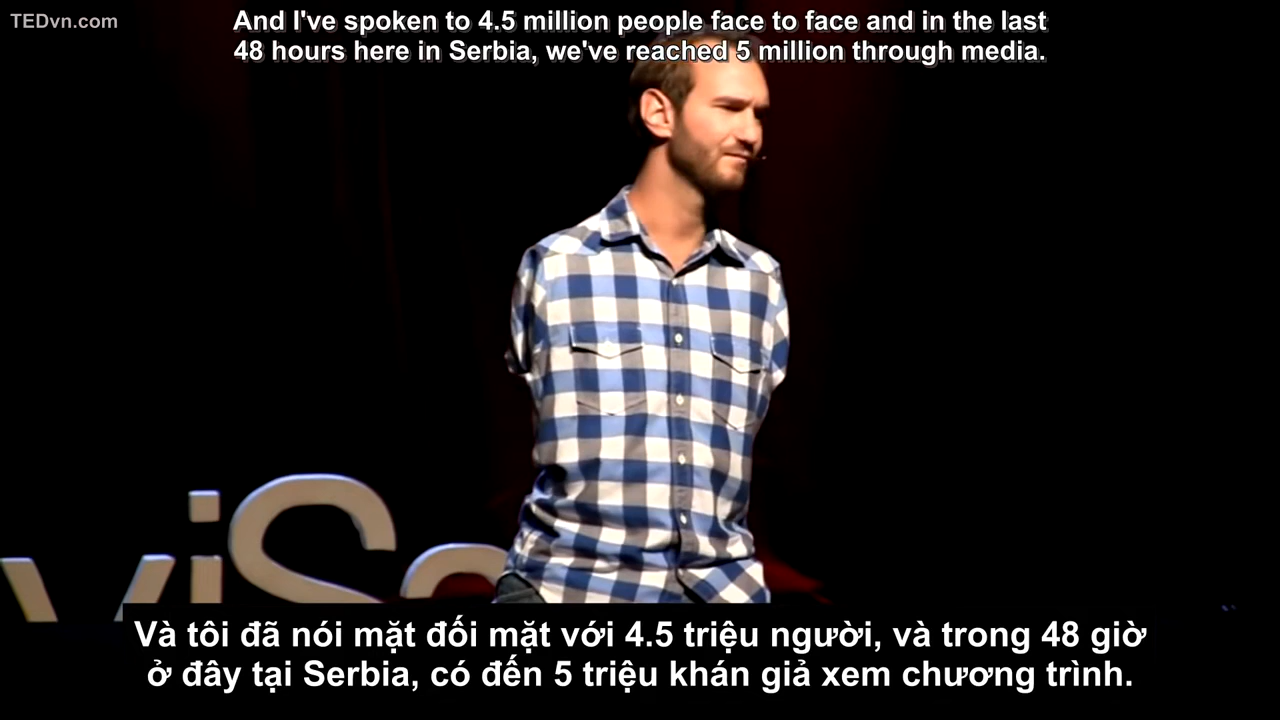 TEDvn.com
And I've spoken to 4.5 million people face to face and in the last
48 hours here in Serbia, we've reached 5 million through media.
viSa
Và tôi đã nói mặt đối mặt với 4.5 triệu người, và trong 48 giờ
ở đây tại Serbia, có đến 5 triệu khán giả xem chương trình.